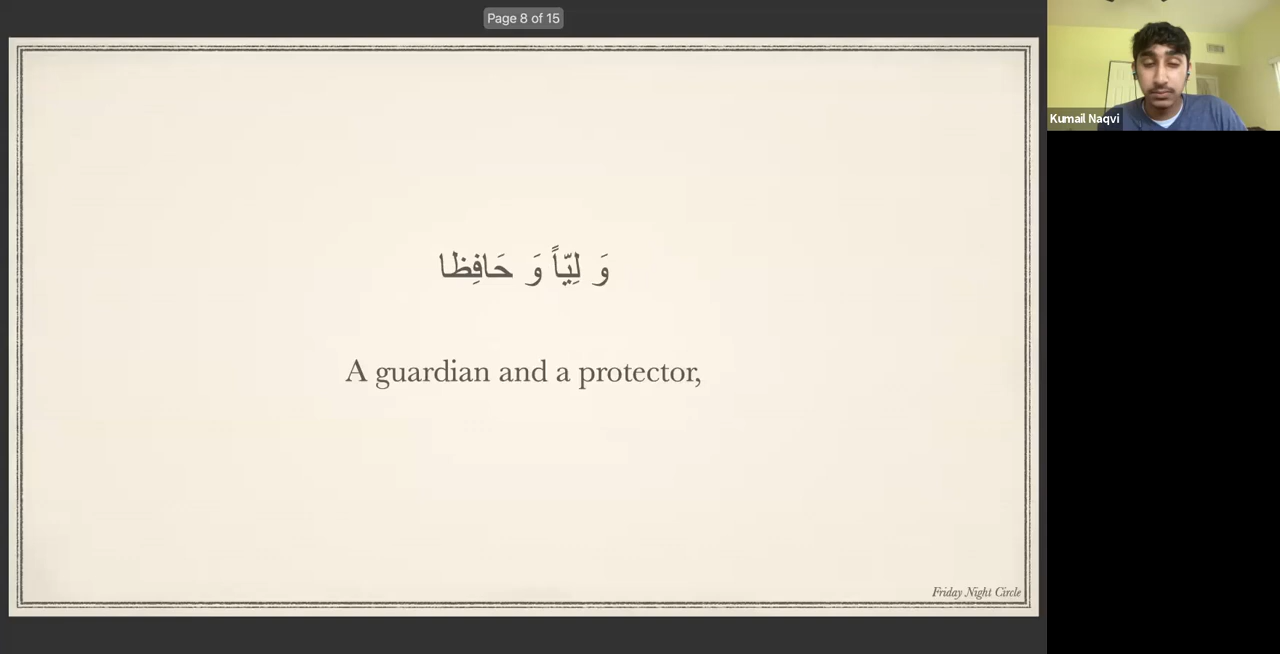 Page 8 of 15
Kumail Naqvi
وَ لِيّاً وَ حَافِظا
A guardian and a protector,
Friday Night Circle